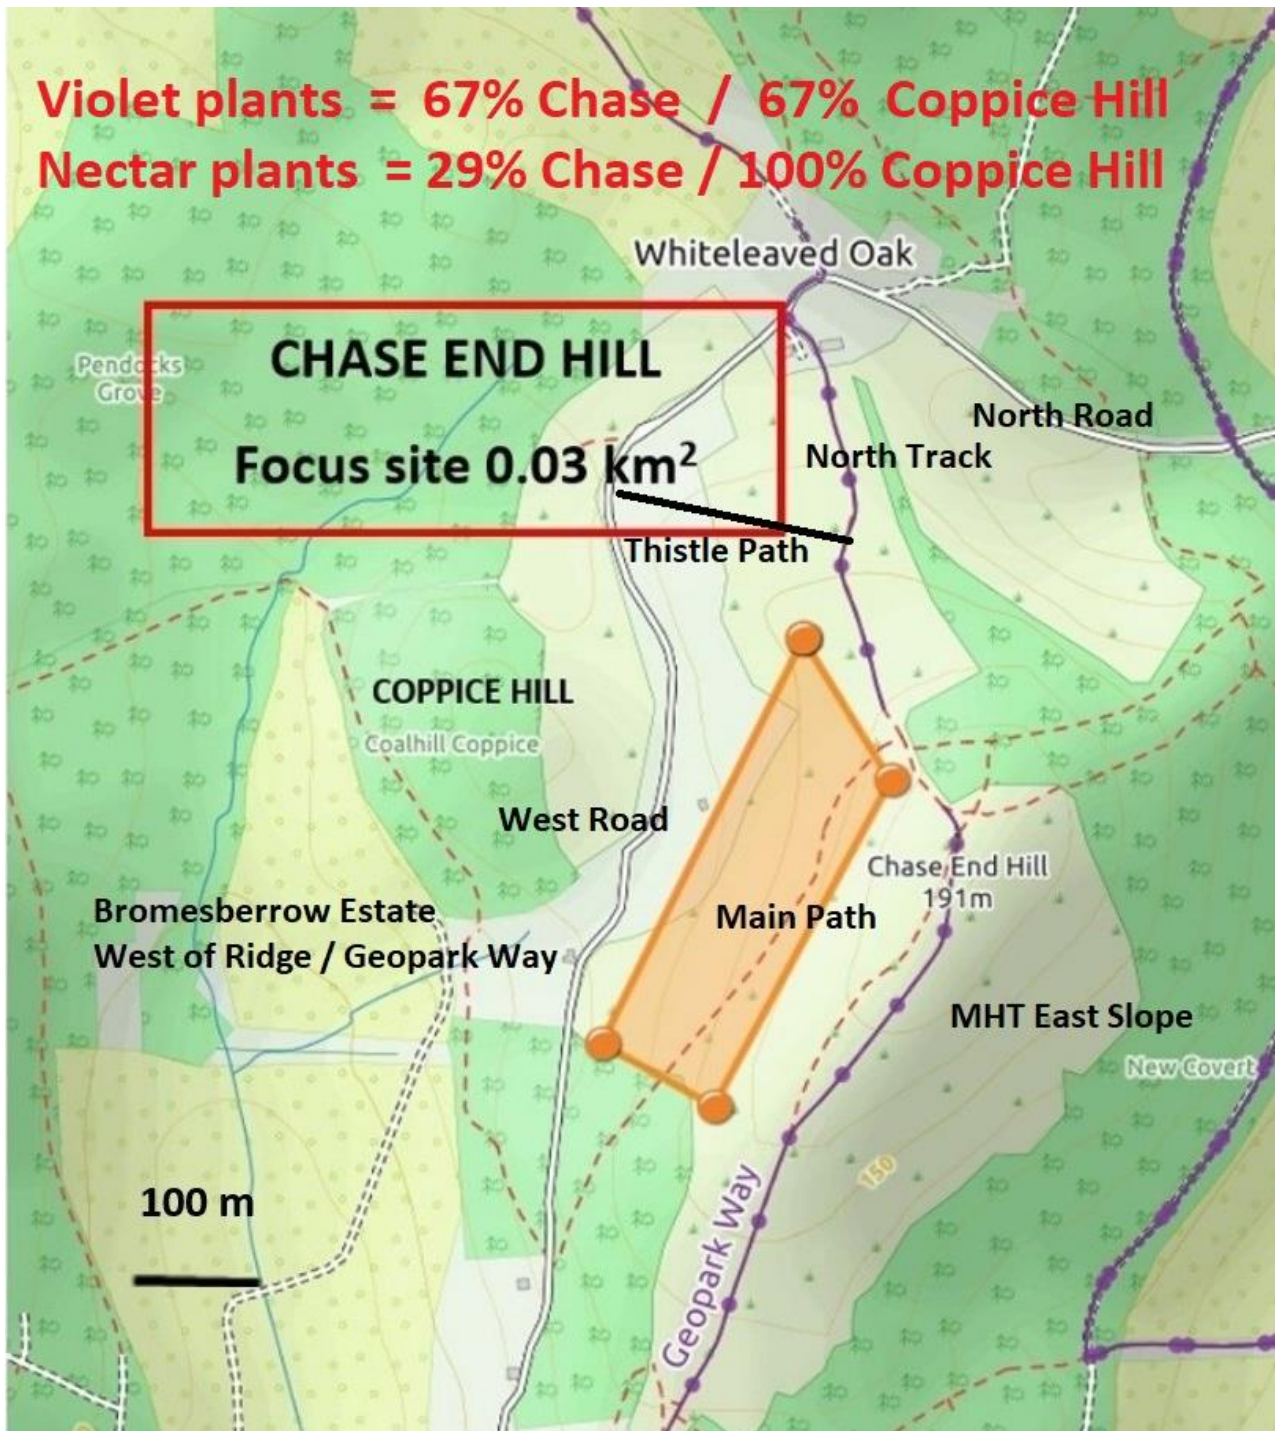 Violet plants = 67% Chase / 67% Coppice Hill
Nectar plants = 29% Chase / 100% Coppice Hill
Whiteleaved Oak
CHASE END HILL
Pendocks
Grove
Focus site 0.03 km²
North Road
North Track
Thistle Path
COPPICE HILL
Coalhill Coppice
West Road
Chase End Hill
191m
Main Path
Bromesberrow Estate
West of Ridge / Geopark Way
MHT East Slope
New Covert
150
100 m
Geopark Way